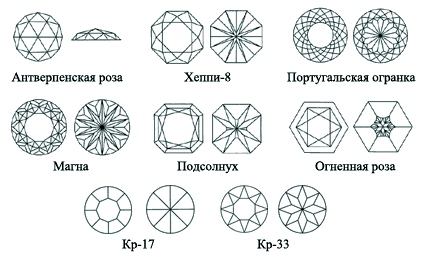 Антверпенская роза
Хеппи-8
Португальская огранка
Магна
Подсолнух
Огненная роза
Кр-17
Кр-33